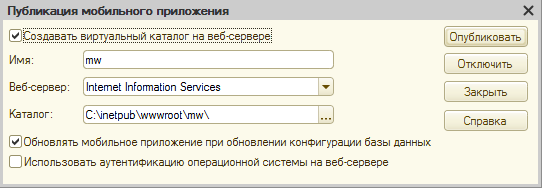 Публикация мобильного приложения
Создавать виртуальный каталог на веб-сервере
Опубликовать
Имя: mw
Отключить
Веб-сервер: Internet Information Services
Закрыть
Каталог: C:\inetpub\wwwroot\mw\ ...
Справка
Обновлять мобильное приложение при обновлении конфигурации базы данных
Использовать аутентификацию операционной системы на веб-сервере